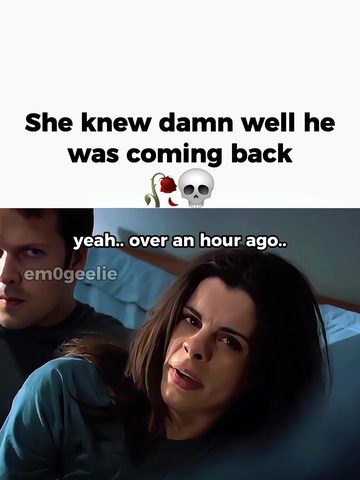 She knew damn well he
was coming back
🥀💀
yeah.. over an hour ago..
em0geelie